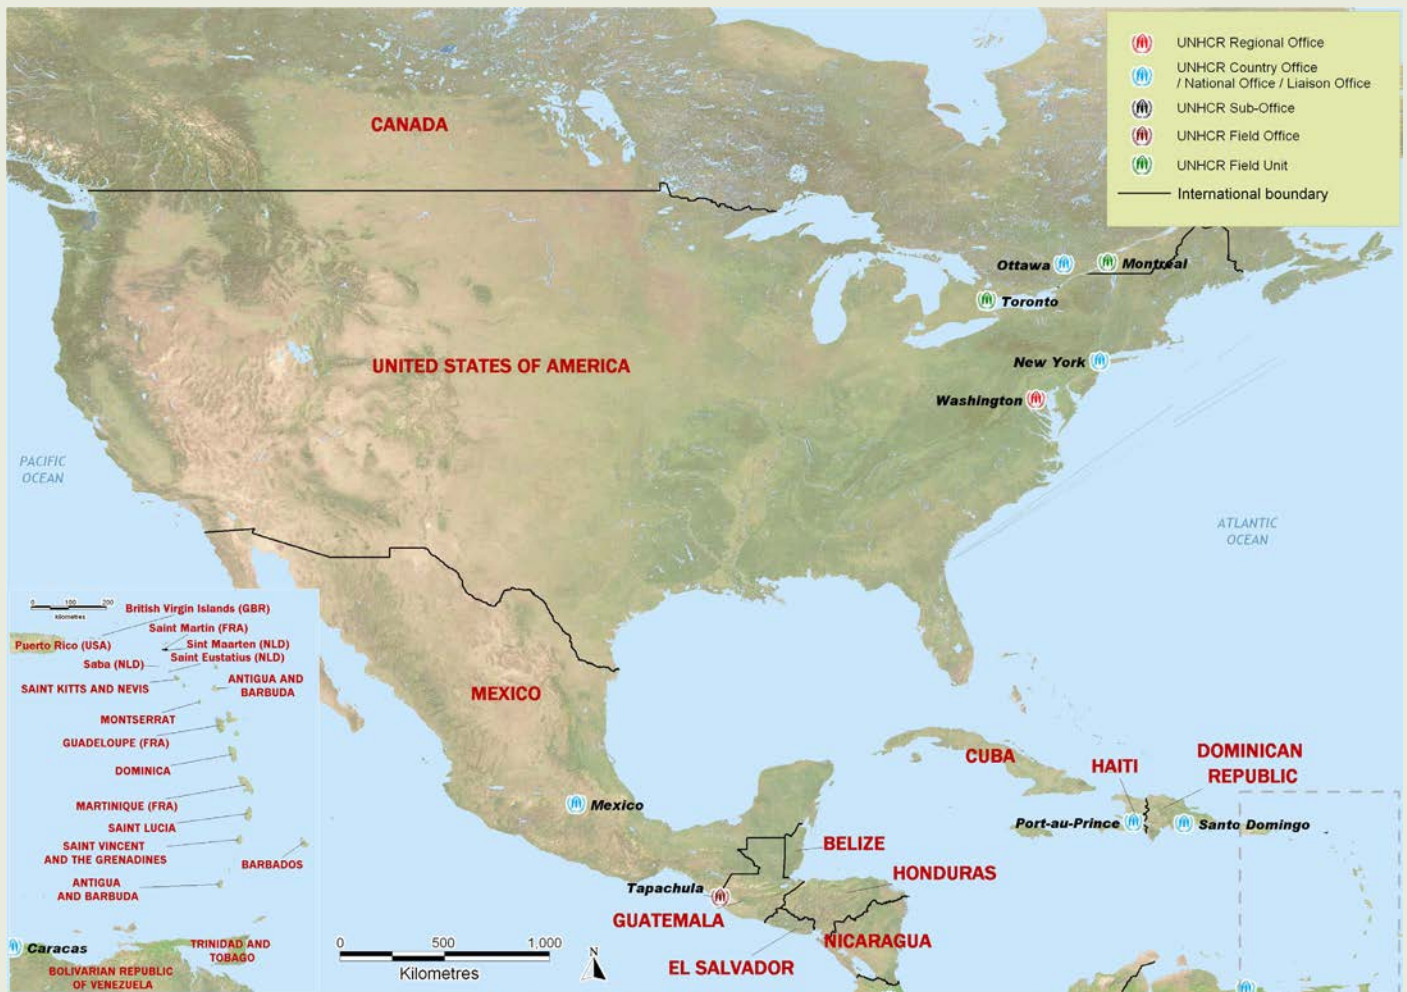 UNHCR Regional Office
UNHCR Country Office
/ National Office / Liaison Office
UNHCR Sub-Office
UNHCR Field Office
UNHCR Field Unit
International boundary
CANADA
Ottawa
Montreal
Toronto
UNITED STATES OF AMERICA
New York
Washington
PACIFIC
OCEAN
ATLANTIC
OCEAN
0 100 200
kilometres
British Virgin Islands (GBR)
Saint Martin (FRA)
Puerto Rico (USA)
Sint Maarten (NLD)
Saint Eustatius (NLD)
Saba (NLD)
SAINT KITTS AND NEVIS
ANTIGUA AND
BARBUDA
MONTSERRAT
GUADELOUPE (FRA)
DOMINICA
MARTINIQUE (FRA)
SAINT LUCIA
SAINT VINCENT
AND THE GRENADINES
BARBADOS
ANTIGUA
AND BARBUDA
Caracas
TRINIDAD AND
TOBAGO
BOLIVARIAN REPUBLIC
OF VENEZUELA
MEXICO
Mexico
CUBA
HAITI
DOMINICAN
REPUBLIC
Port-au-Prince
Santo Domingo
BELIZE
HONDURAS
Tapachula
GUATEMALA
NICARAGUA
EL SALVADOR
0 500 1,000
Kilometres
N